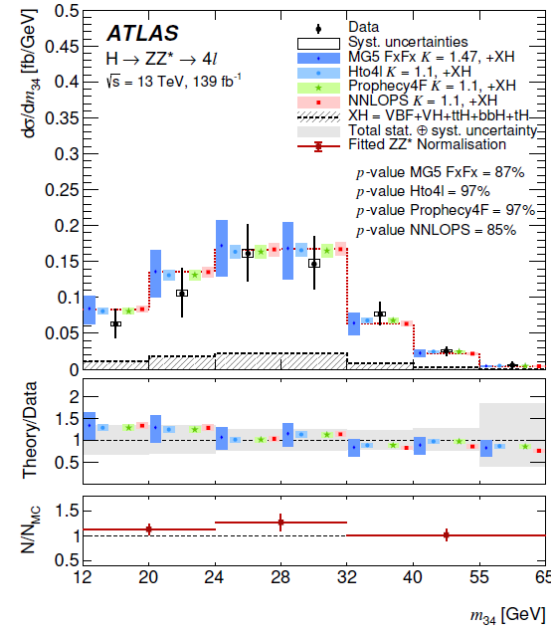 ATLAS
H → ZZ* → 4l
√s = 13 TeV, 139 fb⁻¹
Data
Syst. uncertainties
MG5 FxFx K = 1.47, +XH
Hto4l K = 1.1, +XH
Prophecy4F K = 1.1, +XH
NNLOPS K = 1.1, +XH
XH = VBF+VH+ttH+bbH+tH
Total stat. ⊕ syst. uncertainty
Fitted ZZ* Normalisation
p-value MG5 FxFx = 87%
p-value Hto4l = 97%
p-value Prophecy4F = 97%
p-value NNLOPS = 85%
dσ/dm₃₄ [fb/GeV]
0.5
0.45
0.4
0.35
0.3
0.25
0.2
0.15
0.1
0.05
0
Theory/Data
2
1.5
1
0.5
N/N_MC
1.5
1
0.5
12 20 24 28 32 40 55 65
m₃₄ [GeV]